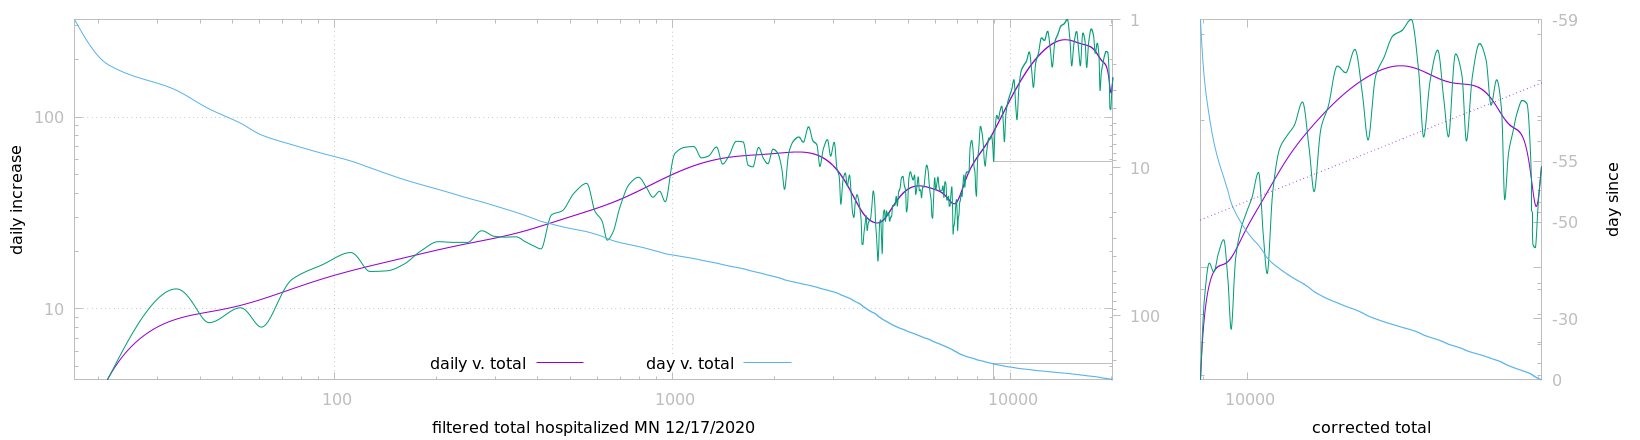 daily increase
100
10
daily v. total
day v. total
100
1000
10000
filtered total hospitalized MN 12/17/2020
1
10
100
10000
corrected total
-59
-55
-50
-30
0
day since